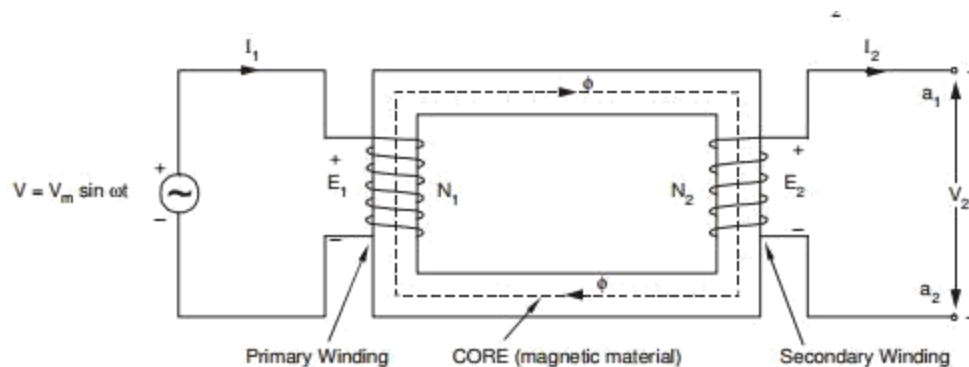 I₁
I₂
ϕ
a₁
+
+
+
V = Vₘ sin ωt
E₁
N₁
N₂
E₂
V₂
−
−
−
ϕ
a₂
Primary Winding
CORE (magnetic material)
Secondary Winding